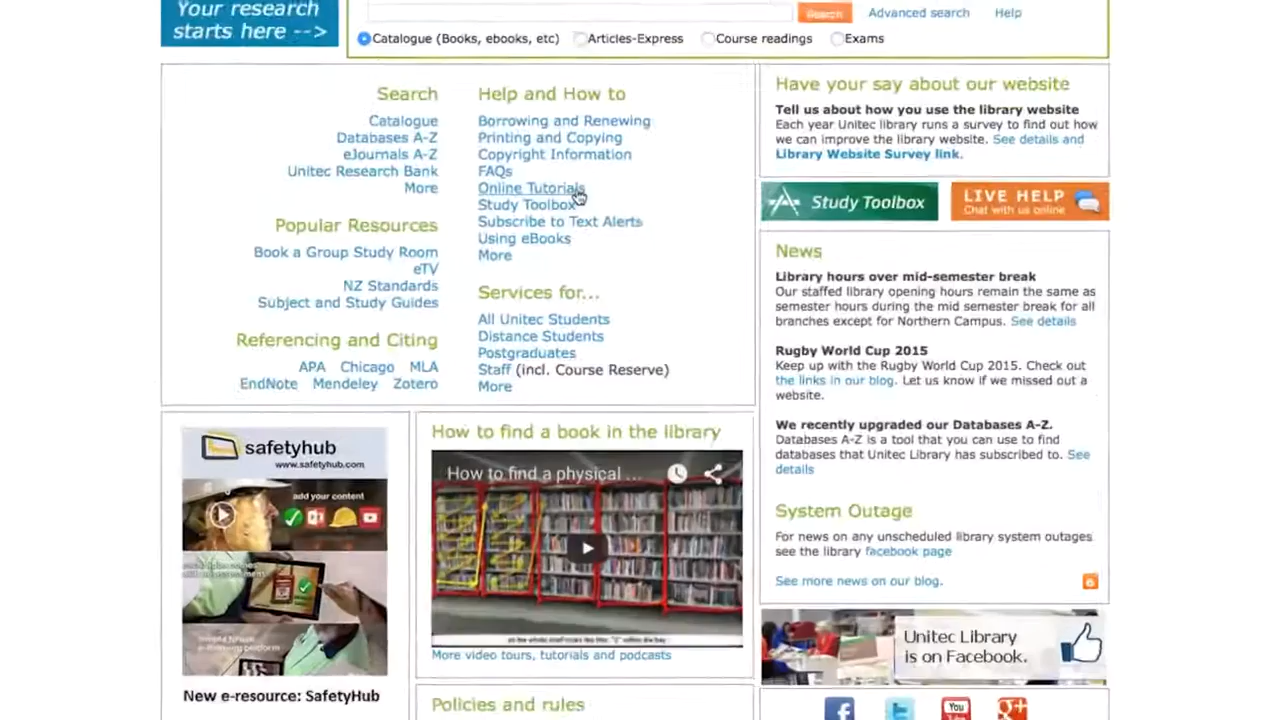 Your research
starts here -->
Search
Advanced search
Help
Catalogue (Books, ebooks, etc)
Articles-Express
Course readings
Exams
Search
Catalogue
Databases A-Z
eJournals A-Z
Unitec Research Bank
More
Popular Resources
Book a Group Study Room
eTV
NZ Standards
Subject and Study Guides
Referencing and Citing
APA Chicago MLA
EndNote Mendeley Zotero
Help and How to
Borrowing and Renewing
Printing and Copying
Copyright Information
FAQs
Online Tutorials
Study Toolbox
Subscribe to Text Alerts
Using eBooks
More
Services for...
All Unitec Students
Distance Students
Postgraduates
Staff (incl. Course Reserve)
More
Have your say about our website
Tell us about how you use the library website
Each year Unitec library runs a survey to find out how
we can improve the library website. See details and
Library Website Survey link.
Study Toolbox
LIVE HELP
Chat with us online
News
Library hours over mid-semester break
Our staffed library opening hours remain the same as
semester hours during the mid semester break for all
branches except for Northern Campus. See details
Rugby World Cup 2015
Keep up with the Rugby World Cup 2015. Check out
the links in our blog. Let us know if we missed out a
website.
We recently upgraded our Databases A-Z.
Databases A-Z is a tool that you can use to find
databases that Unitec Library has subscribed to. See
details
System Outage
For news on any unscheduled library system outages
see the library facebook page
See more news on our blog.
Unitec Library
is on Facebook.
safetyhub
www.safetyhub.com
add your content
New e-resource: SafetyHub
How to find a book in the library
How to find a physical ...
More video tours, tutorials and podcasts
Policies and rules
You
g+